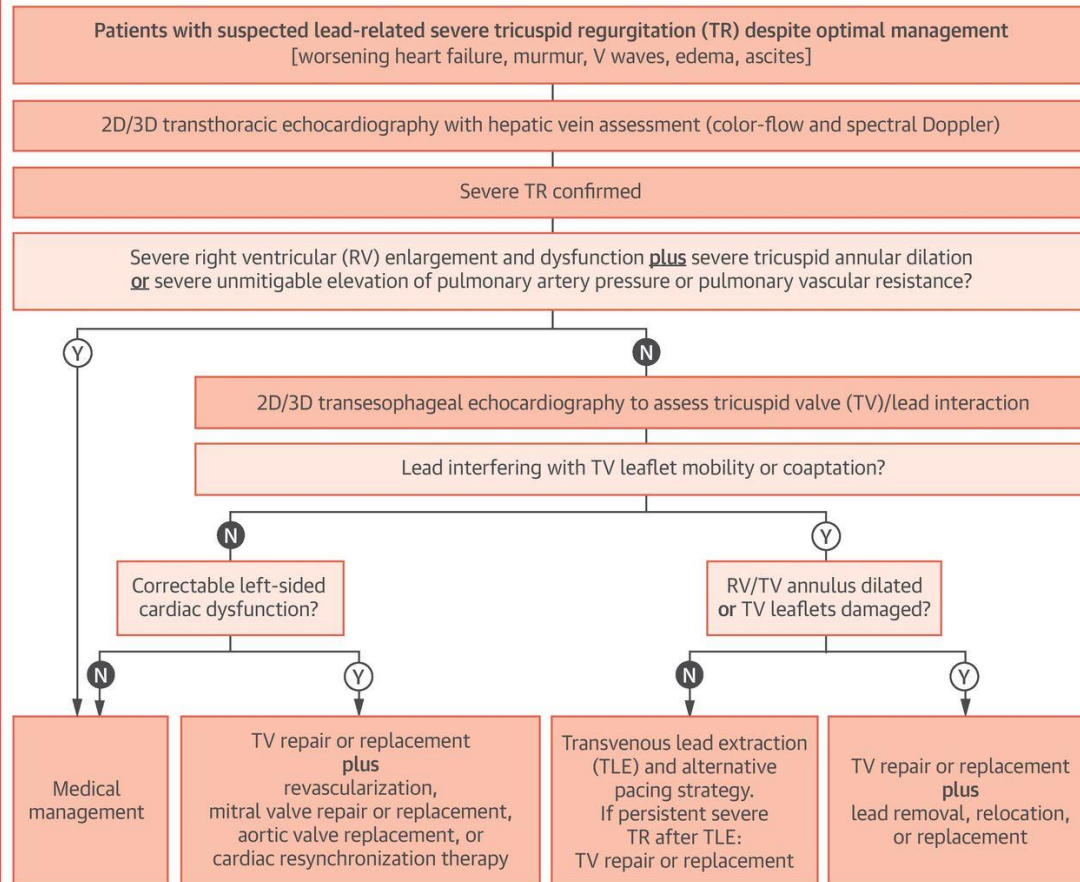 Patients with suspected lead-related severe tricuspid regurgitation (TR) despite optimal management
[worsening heart failure, murmur, V waves, edema, ascites]
2D/3D transthoracic echocardiography with hepatic vein assessment (color-flow and spectral Doppler)
Severe TR confirmed
Severe right ventricular (RV) enlargement and dysfunction plus severe tricuspid annular dilation
or severe unmitigable elevation of pulmonary artery pressure or pulmonary vascular resistance?
Y
N
2D/3D transesophageal echocardiography to assess tricuspid valve (TV)/lead interaction
Lead interfering with TV leaflet mobility or coaptation?
N
Y
Correctable left-sided
cardiac dysfunction?
RV/TV annulus dilated
or TV leaflets damaged?
N
Y
N
Y
Medical
management
TV repair or replacement
plus
revascularization,
mitral valve repair or replacement,
aortic valve replacement, or
cardiac resynchronization therapy
Transvenous lead extraction
(TLE) and alternative
pacing strategy.
If persistent severe
TR after TLE:
TV repair or replacement
TV repair or replacement
plus
lead removal, relocation,
or replacement